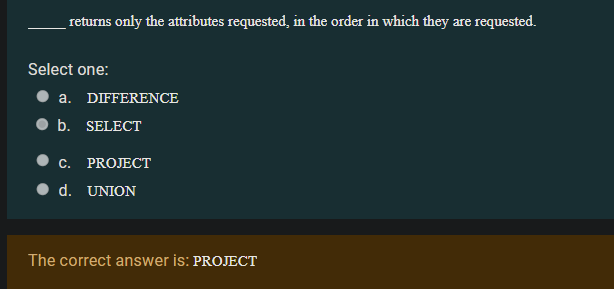 _____ returns only the attributes requested, in the order in which they are requested.
Select one:
a. DIFFERENCE
b. SELECT
c. PROJECT
d. UNION
The correct answer is: PROJECT